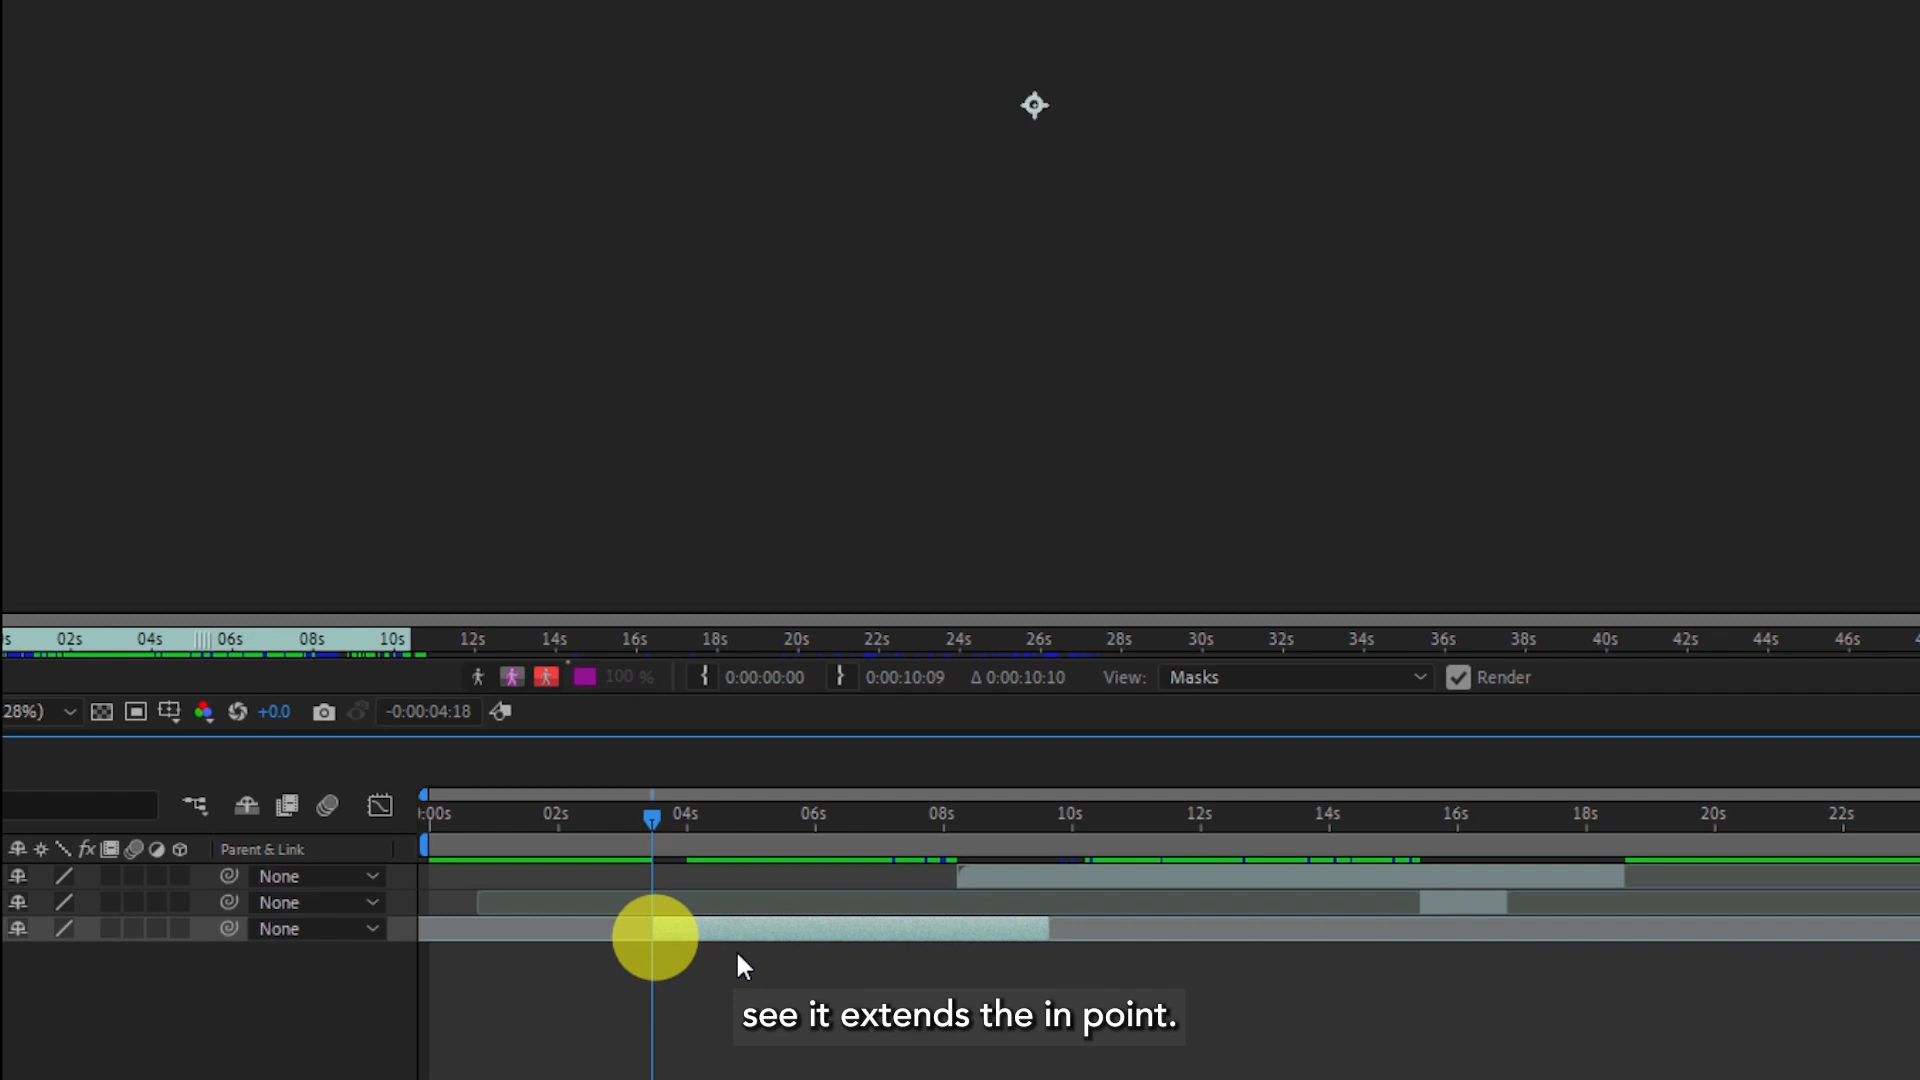 s 02s 04s 06s 08s 10s 12s 14s 16s 18s 20s 22s 24s 26s 28s 30s 32s 34s 36s 38s 40s 42s 44s 46s
100 % { 0:00:00:00 } 0:00:10:09 Δ 0:00:10:10 View: Masks Render
28%) +0.0 -0:00:04:18
:00s 02s 04s 06s 08s 10s 12s 14s 16s 18s 20s 22s
fx Parent & Link
None
None
None
see it extends the in point.